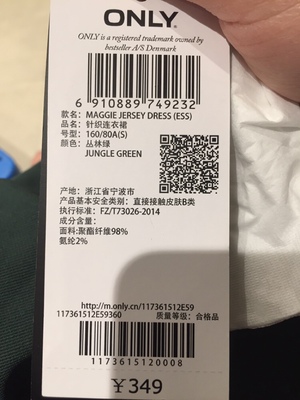 ONLY
ONLY is a registered trademark owned by
bestseller A/S Denmark
6 910889 749232
款名：MAGGIE JERSEY DRESS (ESS)
品名：针织连衣裙
号型：160/80A(S)
颜色：丛林绿
JUNGLE GREEN
产地：浙江省宁波市
产品基本安全类别：直接接触皮肤B类
执行标准：FZ/T73026-2014
成分含量：
面料:聚酯纤维98%
氨纶2%
http://m.only.cn/117361512E59
117361512E59360 质量等级：合格品
1173615120008
￥349